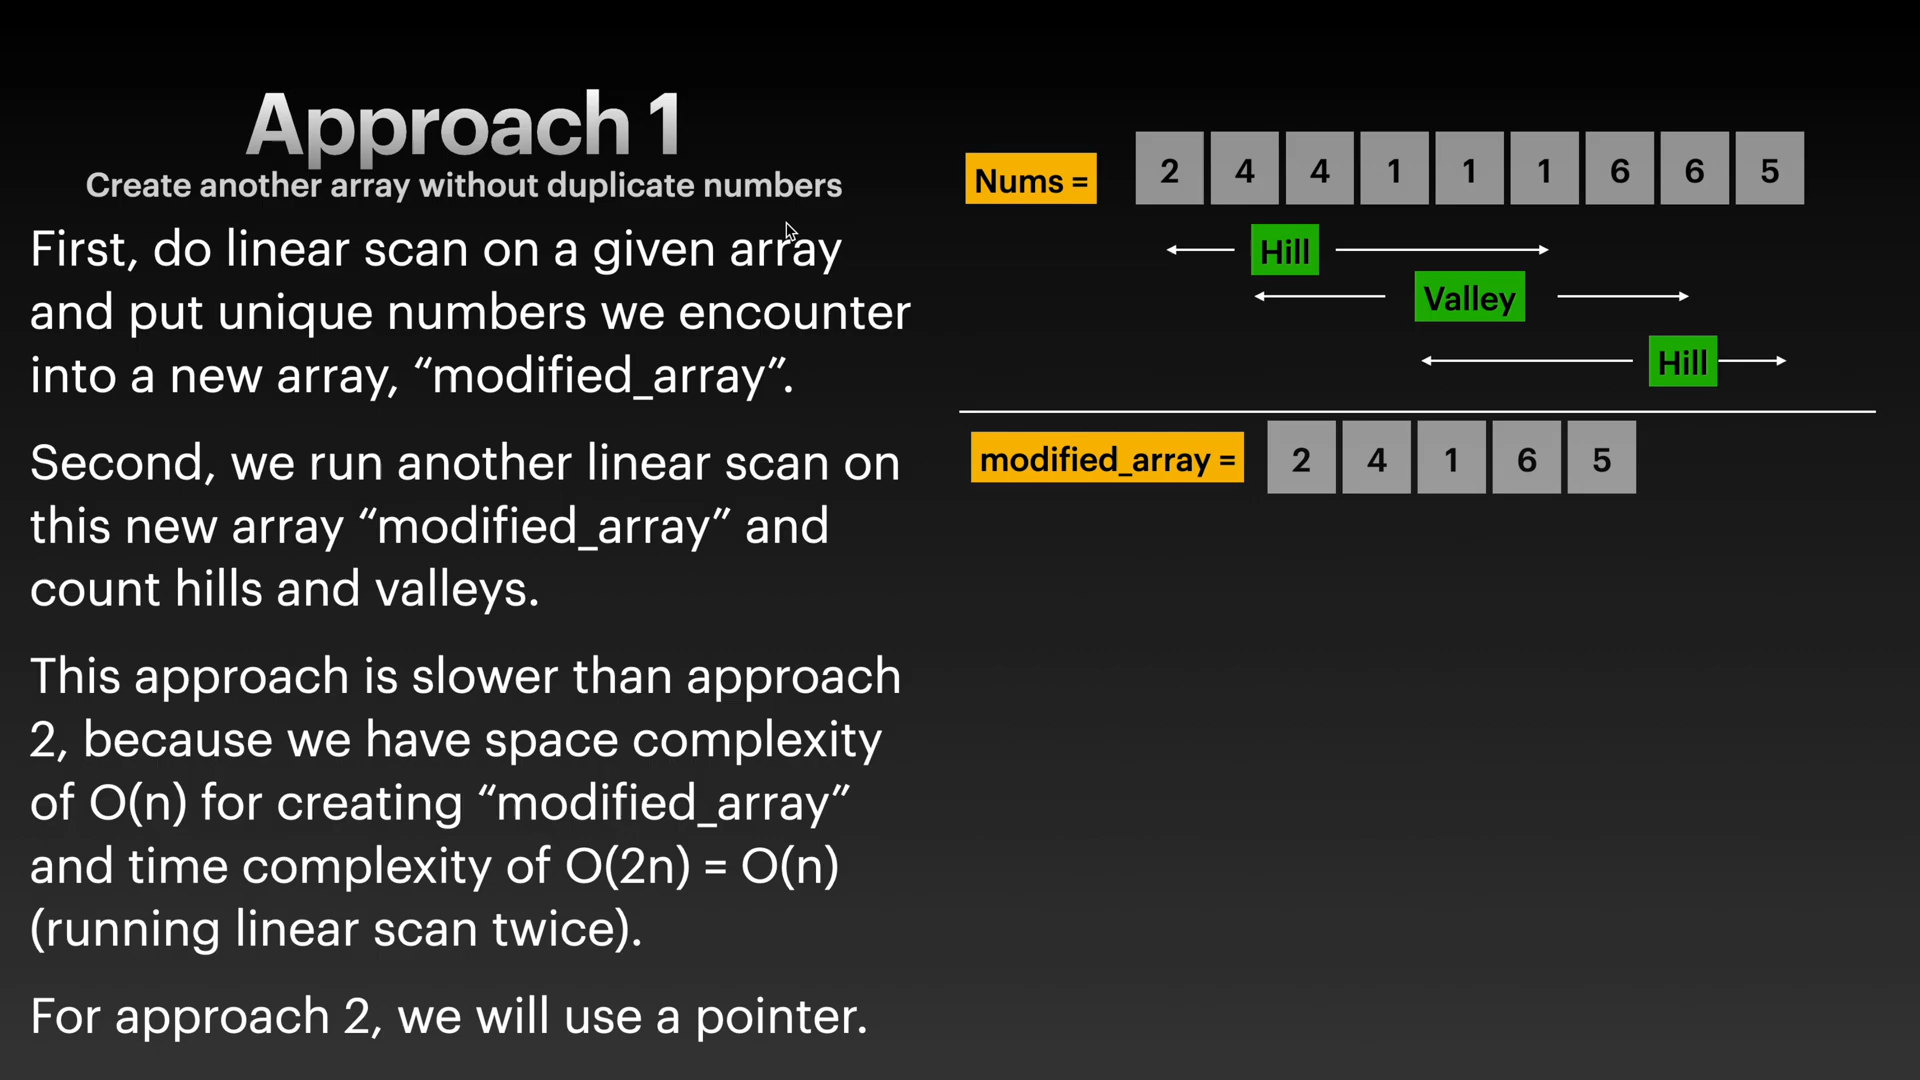 Approach 1
Create another array without duplicate numbers
First, do linear scan on a given array
and put unique numbers we encounter
into a new array, “modified_array”.
Second, we run another linear scan on
this new array “modified_array” and
count hills and valleys.
This approach is slower than approach
2, because we have space complexity
of O(n) for creating “modified_array”
and time complexity of O(2n) = O(n)
(running linear scan twice).
For approach 2, we will use a pointer.
Nums = 2 4 4 1 1 1 6 6 5
Hill
Valley
Hill
modified_array = 2 4 1 6 5